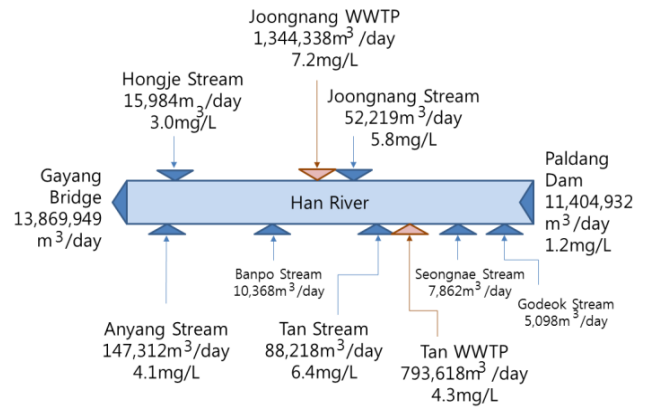 Joongnang WWTP
1,344,338m³ /day
7.2mg/L
Hongje Stream
15,984m³/day
3.0mg/L
Joongnang Stream
52,219m³/day
5.8mg/L
Gayang
Bridge
13,869,949
m³/day
Han River
Paldang
Dam
11,404,932
m³/day
1.2mg/L
Banpo Stream
10,368m³/day
Seongnae Stream
7,862m³/day
Godeok Stream
5,098m³/day
Anyang Stream
147,312m³/day
4.1mg/L
Tan Stream
88,218m³/day
6.4mg/L
Tan WWTP
793,618m³ /day
4.3mg/L